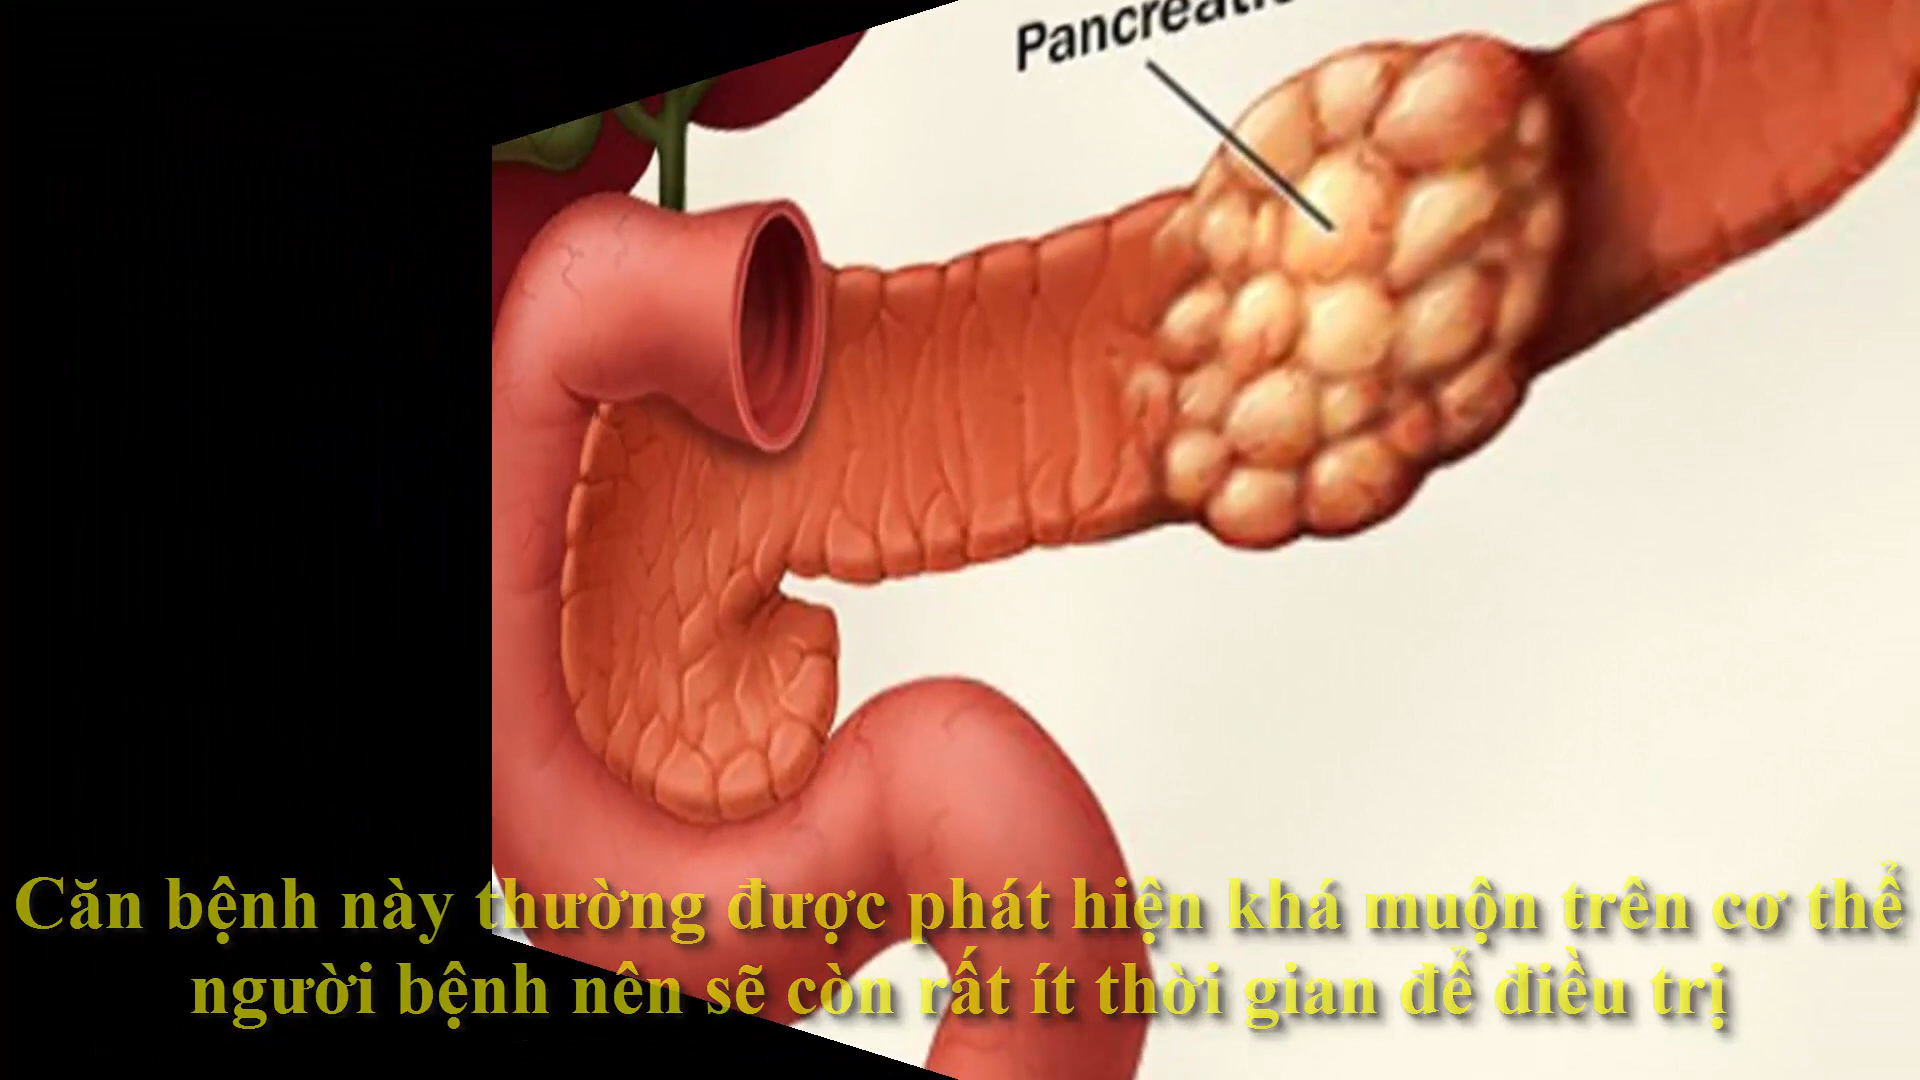 Căn bệnh này thường được phát hiện khá muộn trên cơ thể
người bệnh nên sẽ còn rất ít thời gian để điều trị